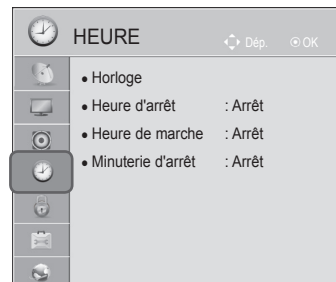 HEURE
Dép. OK
• Horloge
• Heure d'arrêt : Arrêt
• Heure de marche : Arrêt
• Minuterie d'arrêt : Arrêt